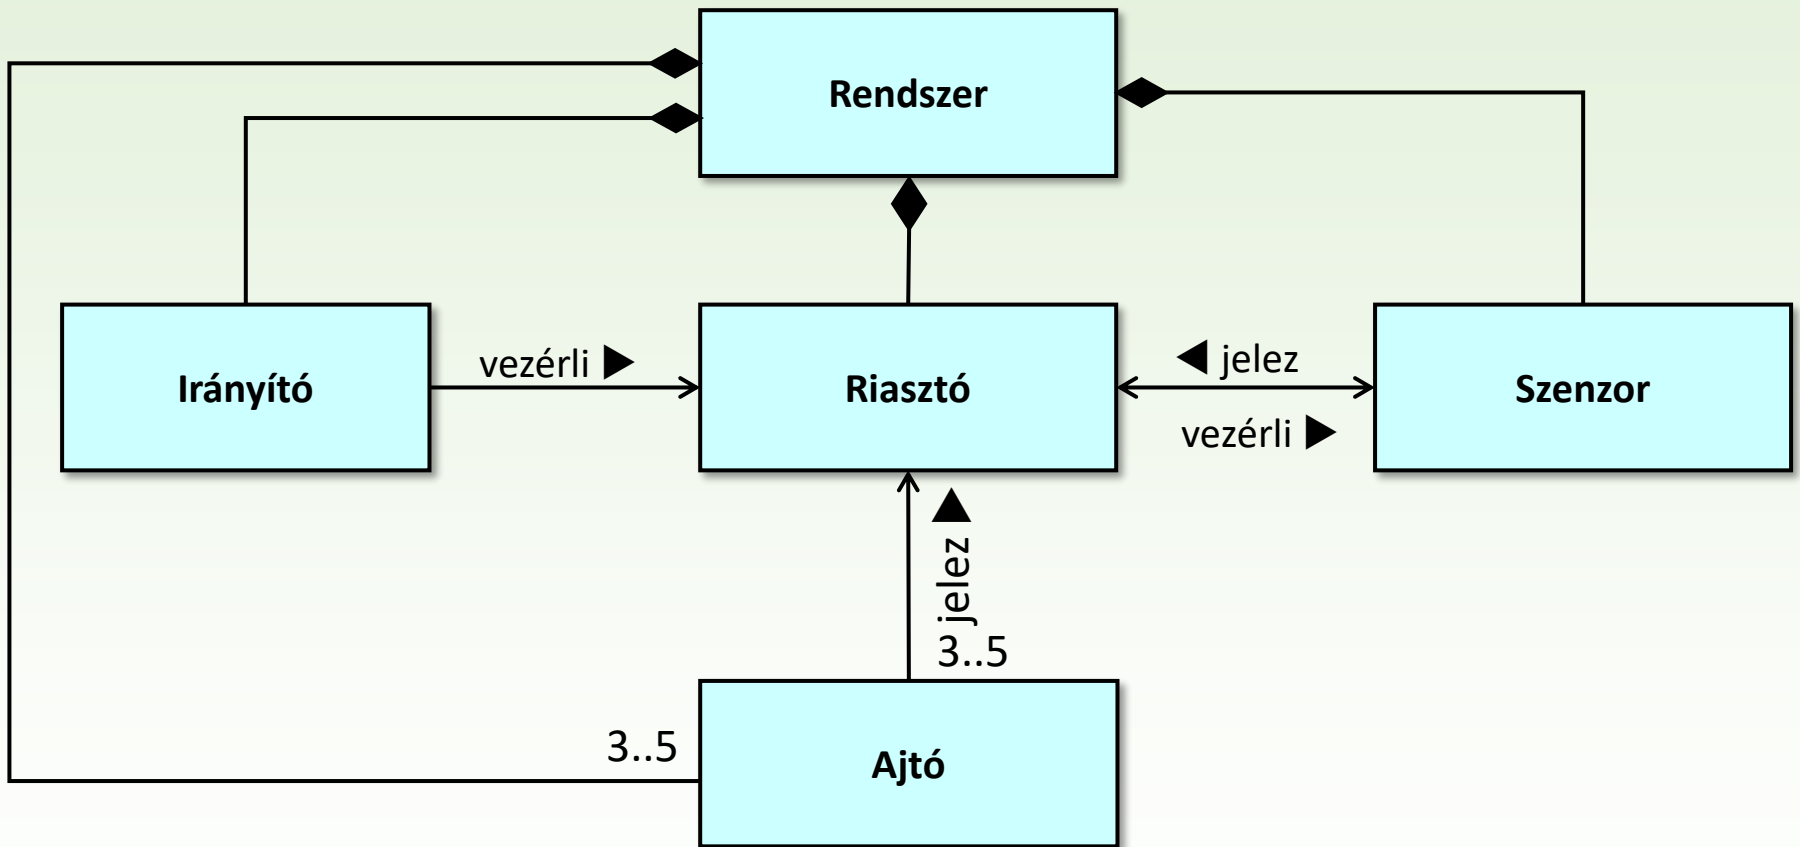 Rendszer
Irányító
vezérli ▶
Riasztó
◀ jelez
vezérli ▶
Szenzor
jelez ▶
3..5
3..5
Ajtó